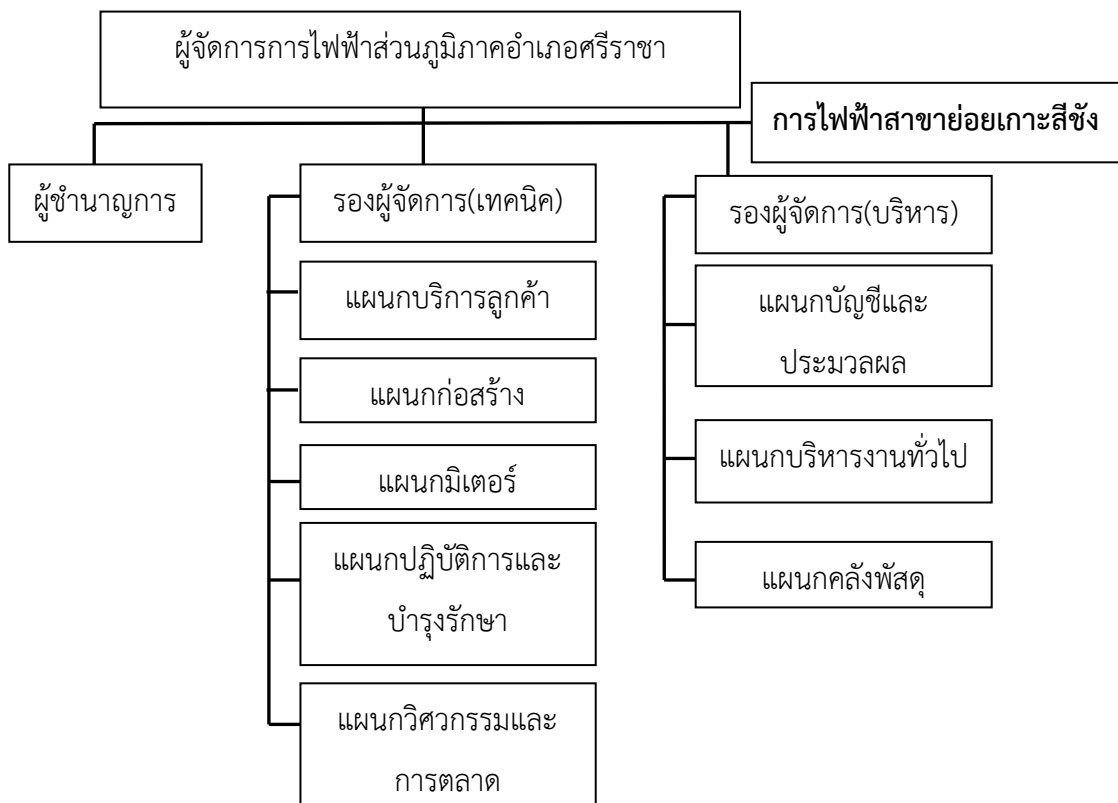 ผู้จัดการการไฟฟ้าส่วนภูมิภาคอำเภอศรีราชา
การไฟฟ้าสาขาย่อยเกาะสีชัง
ผู้ชำนาญการ
รองผู้จัดการ(เทคนิค)
แผนกบริการลูกค้า
แผนกก่อสร้าง
แผนกมิเตอร์
แผนกปฏิบัติการและ
บำรุงรักษา
แผนกวิศวกรรมและ
การตลาด
รองผู้จัดการ(บริหาร)
แผนกบัญชีและ
ประมวลผล
แผนกบริหารงานทั่วไป
แผนกคลังพัสดุ